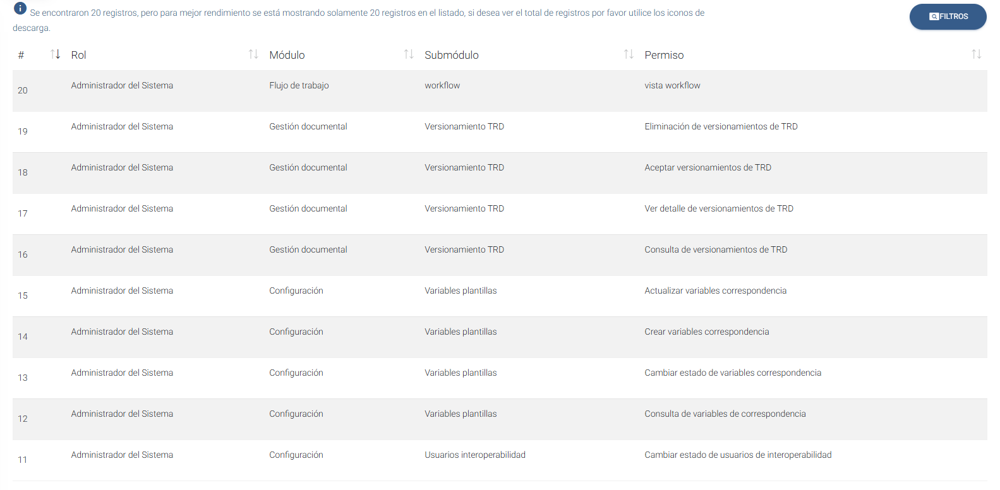 Se encontraron 20 registros, pero para mejor rendimiento se está mostrando solamente 20 registros en el listado, si desea ver el total de registros por favor utilice los iconos de
descarga.
FILTROS
# Rol Módulo Submódulo Permiso
20 Administrador del Sistema Flujo de trabajo workflow vista workflow
19 Administrador del Sistema Gestión documental Versionamiento TRD Eliminación de versionamientos de TRD
18 Administrador del Sistema Gestión documental Versionamiento TRD Aceptar versionamientos de TRD
17 Administrador del Sistema Gestión documental Versionamiento TRD Ver detalle de versionamientos de TRD
16 Administrador del Sistema Gestión documental Versionamiento TRD Consulta de versionamientos de TRD
15 Administrador del Sistema Configuración Variables plantillas Actualizar variables correspondencia
14 Administrador del Sistema Configuración Variables plantillas Crear variables correspondencia
13 Administrador del Sistema Configuración Variables plantillas Cambiar estado de variables correspondencia
12 Administrador del Sistema Configuración Variables plantillas Consulta de variables de correspondencia
11 Administrador del Sistema Configuración Usuarios interoperabilidad Cambiar estado de usuarios de interoperabilidad